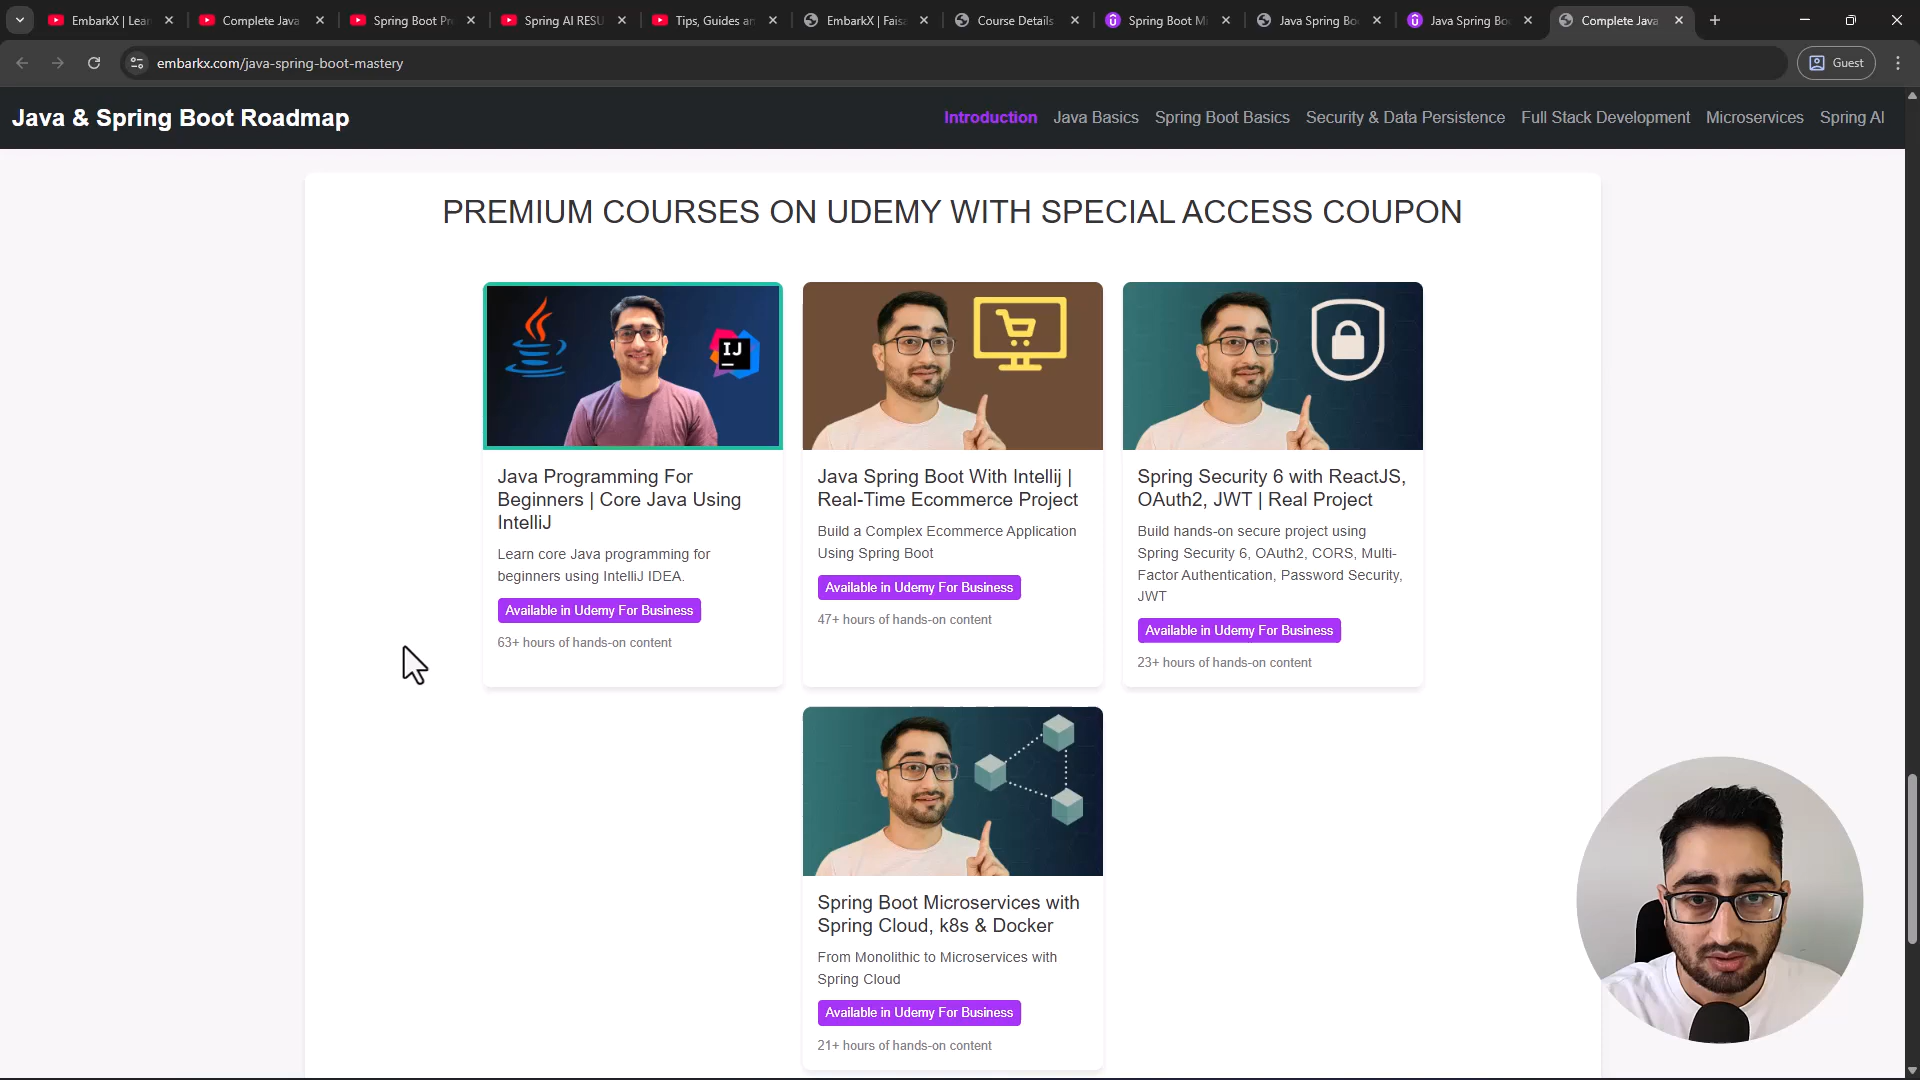 EmbarkX | Lear
Complete Java
Spring Boot Pr
Spring AI RESU
Tips, Guides an
EmbarkX | Fais
Course Details
Spring Boot Mi
Java Spring Bo
Java Spring Bo
Complete Java
embarkx.com/java-spring-boot-mastery
Guest
Java & Spring Boot Roadmap
Introduction
Java Basics
Spring Boot Basics
Security & Data Persistence
Full Stack Development
Microservices
Spring AI
PREMIUM COURSES ON UDEMY WITH SPECIAL ACCESS COUPON
IJ
Java Programming For
Beginners | Core Java Using
IntelliJ
Learn core Java programming for
beginners using IntelliJ IDEA.
Available in Udemy For Business
63+ hours of hands-on content
Java Spring Boot With Intellij |
Real-Time Ecommerce Project
Build a Complex Ecommerce Application
Using Spring Boot
Available in Udemy For Business
47+ hours of hands-on content
Spring Security 6 with ReactJS,
OAuth2, JWT | Real Project
Build hands-on secure project using
Spring Security 6, OAuth2, CORS, Multi-
Factor Authentication, Password Security,
JWT
Available in Udemy For Business
23+ hours of hands-on content
Spring Boot Microservices with
Spring Cloud, k8s & Docker
From Monolithic to Microservices with
Spring Cloud
Available in Udemy For Business
21+ hours of hands-on content